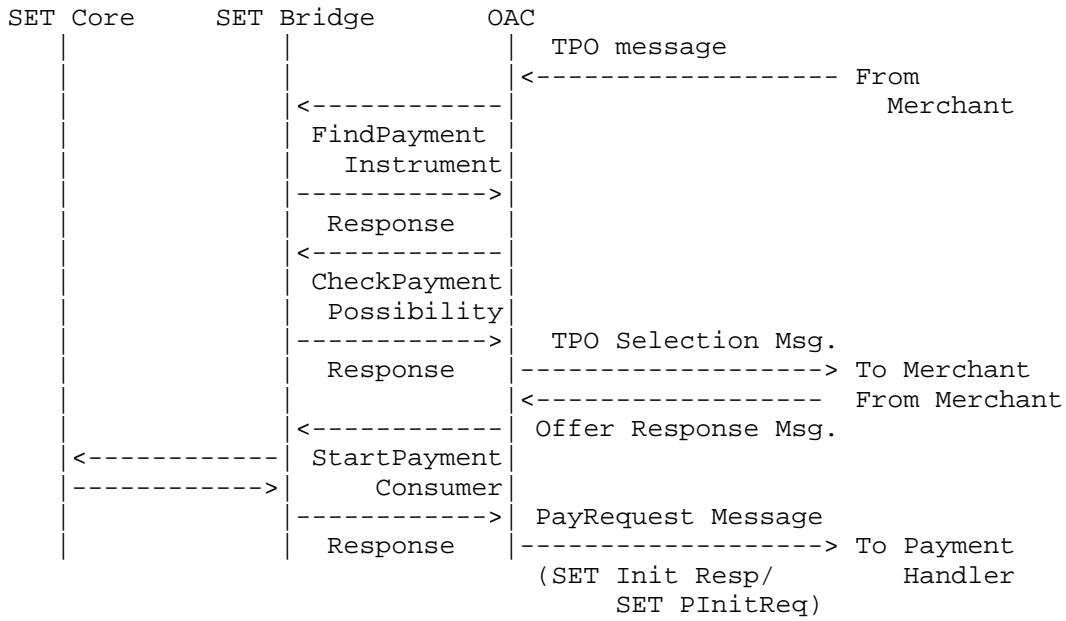 SET Core SET Bridge OAC
TPO message
From
Merchant
FindPayment
Instrument
Response
CheckPayment
Possibility
TPO Selection Msg.
Response To Merchant
From Merchant
Offer Response Msg.
StartPayment
Consumer
PayRequest Message
Response To Payment
(SET Init Resp/ Handler
SET PInitReq)